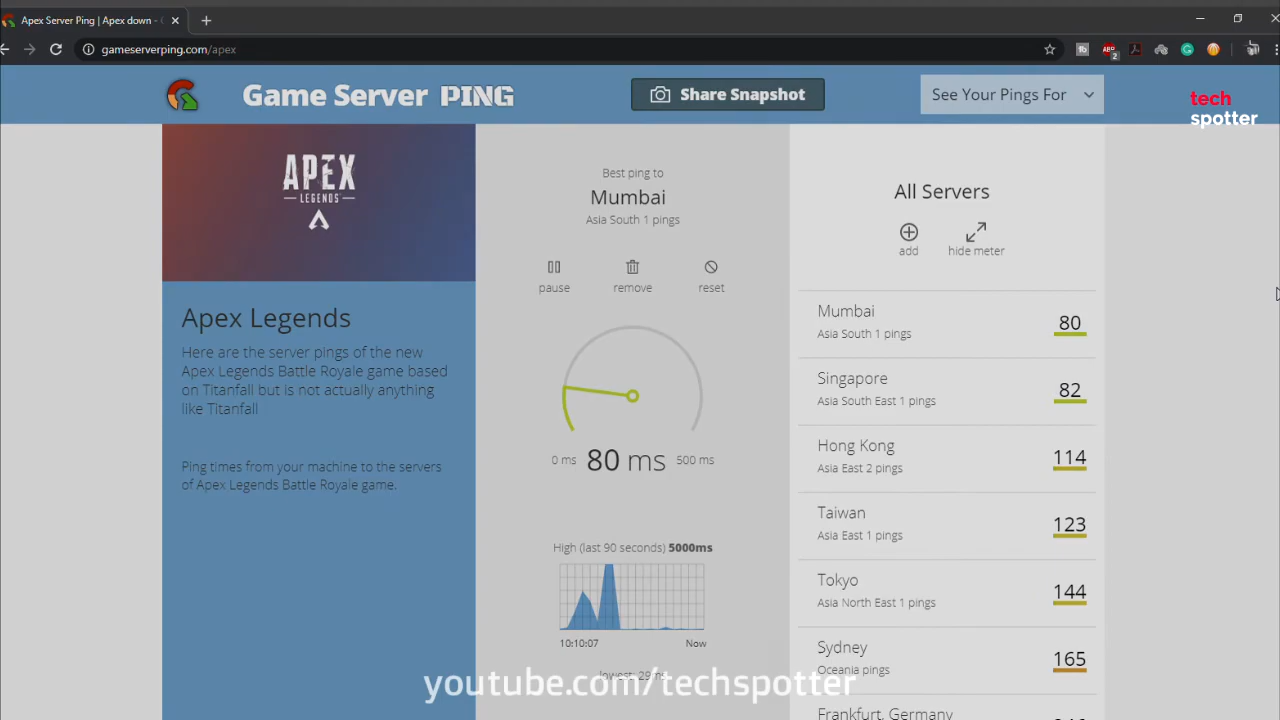 Apex Server Ping | Apex down -
gameserverping.com/apex
2
Game Server PING
Share Snapshot
See Your Pings For
tech
spotter
APEX
LEGENDS
Apex Legends
Here are the server pings of the new
Apex Legends Battle Royale game based
on Titanfall but is not actually anything
like Titanfall
Ping times from your machine to the servers
of Apex Legends Battle Royale game.
Best ping to
Mumbai
Asia South 1 pings
pause
remove
reset
0 ms
80 ms
500 ms
High (last 90 seconds) 5000ms
10:10:07
Now
lowest: 29
All Servers
add
hide meter
Mumbai
Asia South 1 pings
80
Singapore
Asia South East 1 pings
82
Hong Kong
Asia East 2 pings
114
Taiwan
Asia East 1 pings
123
Tokyo
Asia North East 1 pings
144
Sydney
Oceania pings
165
Frankfurt, Germany
youtube.com/techspotter